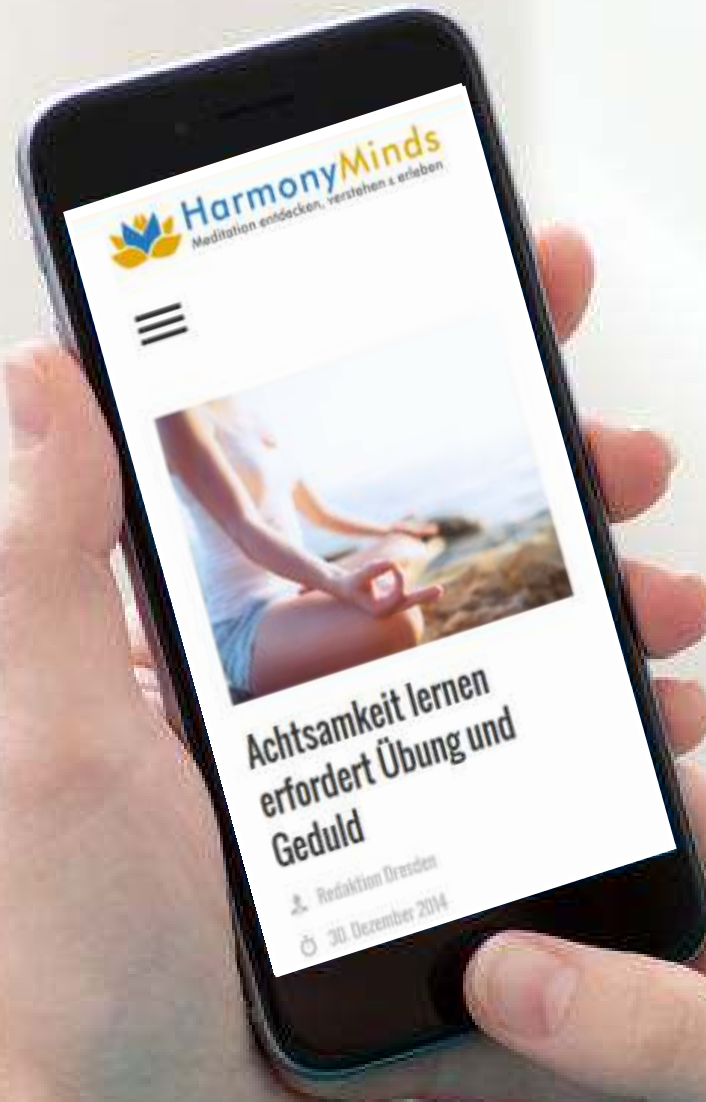 HarmonyMinds
Meditation entdecken, verstehen & erleben
Achtsamkeit lernen
erfordert Übung und
Geduld
Redaktion Dresden
30. Dezember 2014